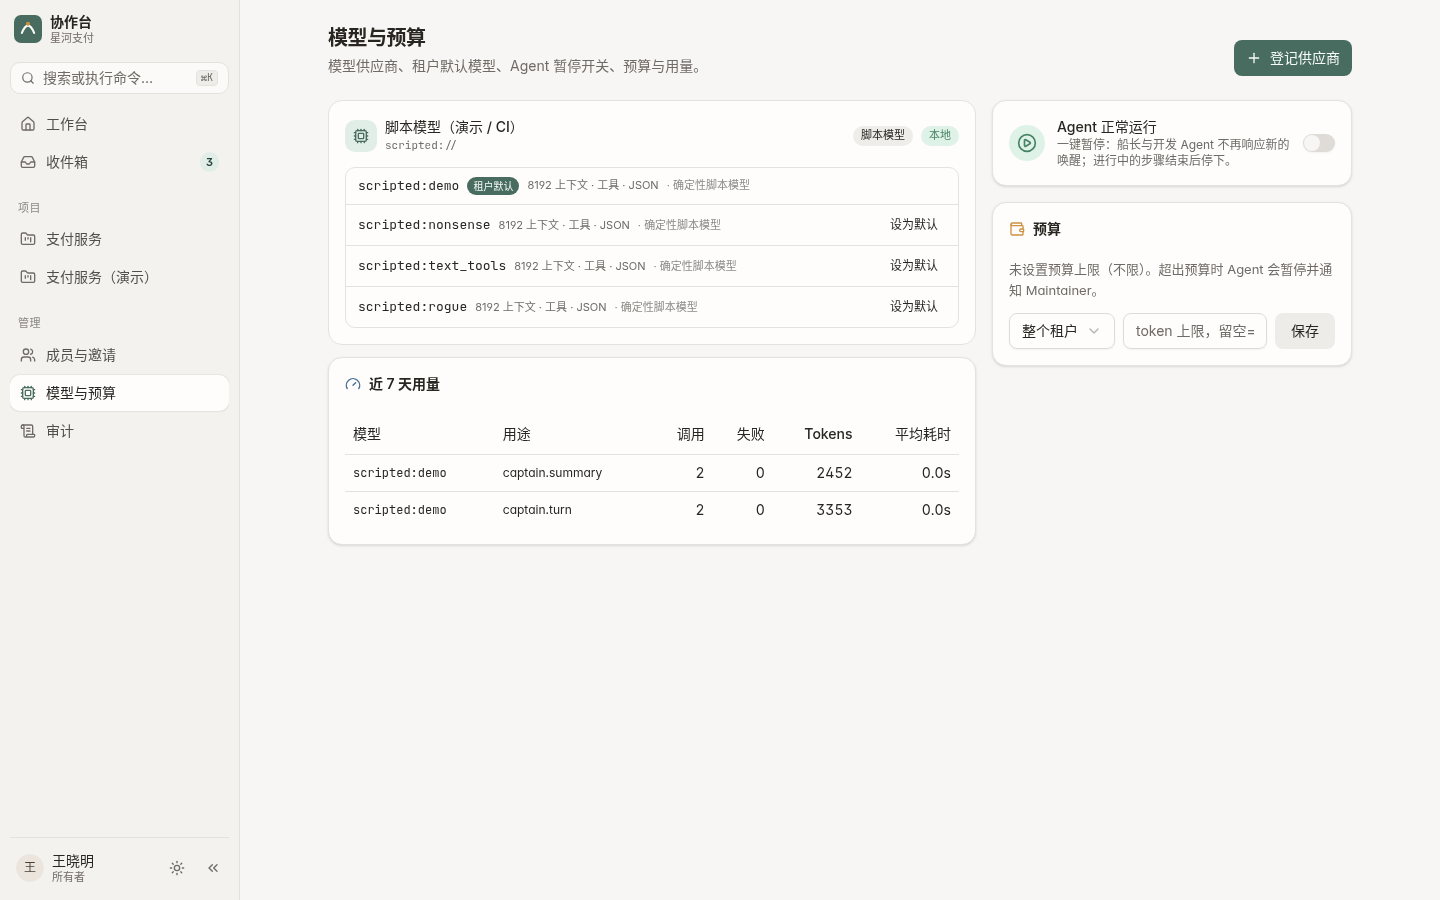 协作台
星河支付
搜索或执行命令... ⌘K
工作台
收件箱 3
项目
支付服务
支付服务（演示）
管理
成员与邀请
模型与预算
审计
王 王晓明
所有者
模型与预算
模型供应商、租户默认模型、Agent 暂停开关、预算与用量。
登记供应商
脚本模型（演示 / CI） 脚本模型 本地
scripted://
scripted:demo 租户默认 8192 上下文 · 工具 · JSON · 确定性脚本模型
scripted:nonsense 8192 上下文 · 工具 · JSON · 确定性脚本模型 设为默认
scripted:text_tools 8192 上下文 · 工具 · JSON · 确定性脚本模型 设为默认
scripted:rogue 8192 上下文 · 工具 · JSON · 确定性脚本模型 设为默认
近 7 天用量
模型 用途 调用 失败 Tokens 平均耗时
scripted:demo captain.summary 2 0 2452 0.0s
scripted:demo captain.turn 2 0 3353 0.0s
Agent 正常运行
一键暂停：船长与开发 Agent 不再响应新的
唤醒；进行中的步骤结束后停下。
预算
未设置预算上限（不限）。超出预算时 Agent 会暂停并通
知 Maintainer。
整个租户 token 上限，留空= 保存